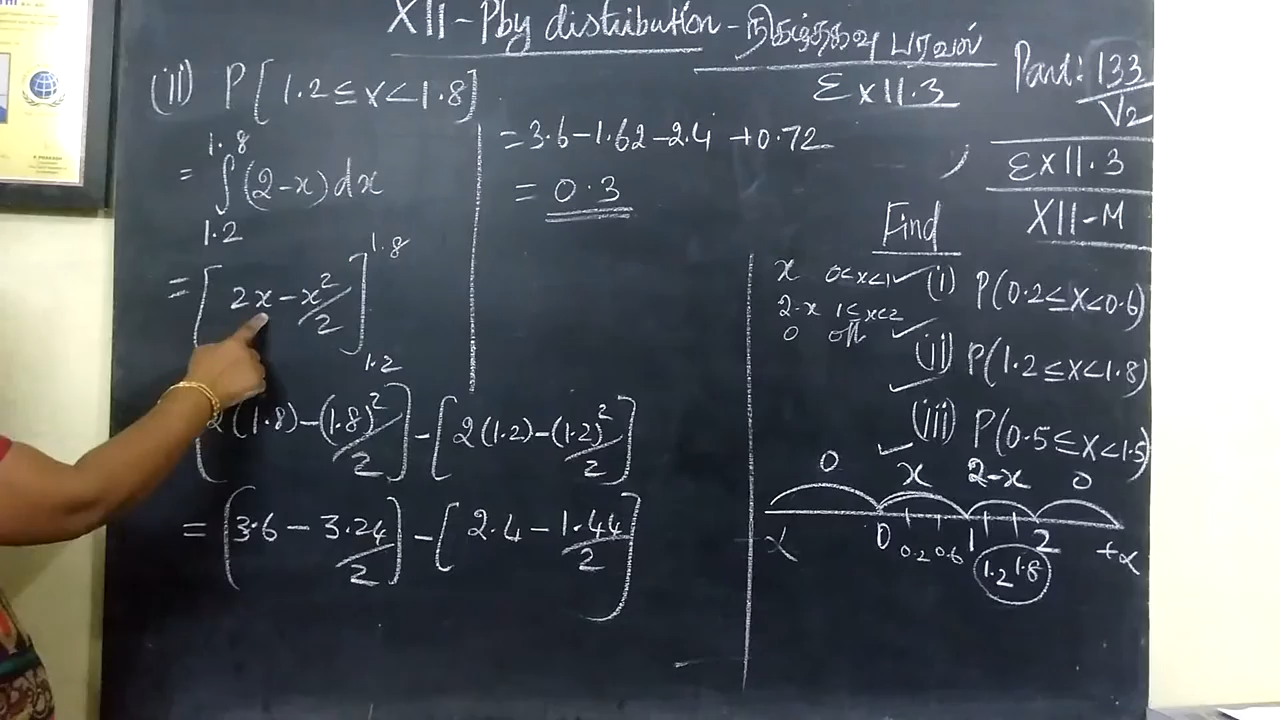 XII - Pby distribution - நிகழ்தகவு பரவல்
Ex 11.3
Part: 133
V2
Ex 11.3
XII-M
(ii) P[1.2 ≤ x < 1.8]
= ∫_{1.2}^{1.8} (2-x) dx
= [2x - x²/2]_{1.2}^{1.8}
[2(1.8) - (1.8)²/2] - [2(1.2) - (1.2)²/2]
= (3.6 - 3.24/2) - [2.4 - 1.44/2]
= 3.6 - 1.62 - 2.4 + 0.72
= 0.3
Find
x 0<x<1 ✓ (i) P(0.2 ≤ X < 0.6)
2-x 1≤x<2
0
✓ (ii) P(1.2 ≤ X < 1.8)
✓ (iii) P(0.5 ≤ X < 1.5)
✓
0 x 2-x 0
0 0.2 0.6 1 1.2 1.8 2 +α